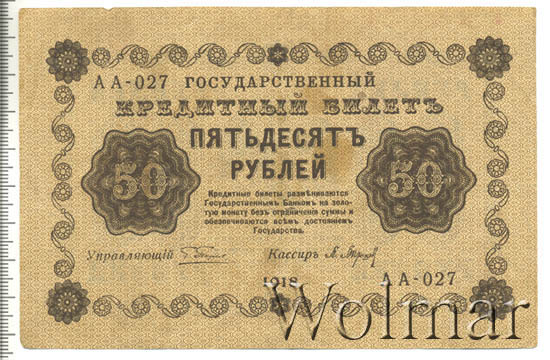 АА-027 ГОСУДАРСТВЕННЫЙ
КРЕДИТНЫЙ БИЛЕТЪ
ПЯТЬДЕСЯТЪ
РУБЛЕЙ
50
50
Кредитные билеты размѣниваются
Государственнымъ Банкомъ на золо-
тую монету безъ ограниченія суммы и
обезпечиваются всѣмъ достояніемъ
Государства.
Управляющій
Кассиръ
1918
АА-027
Wolmar